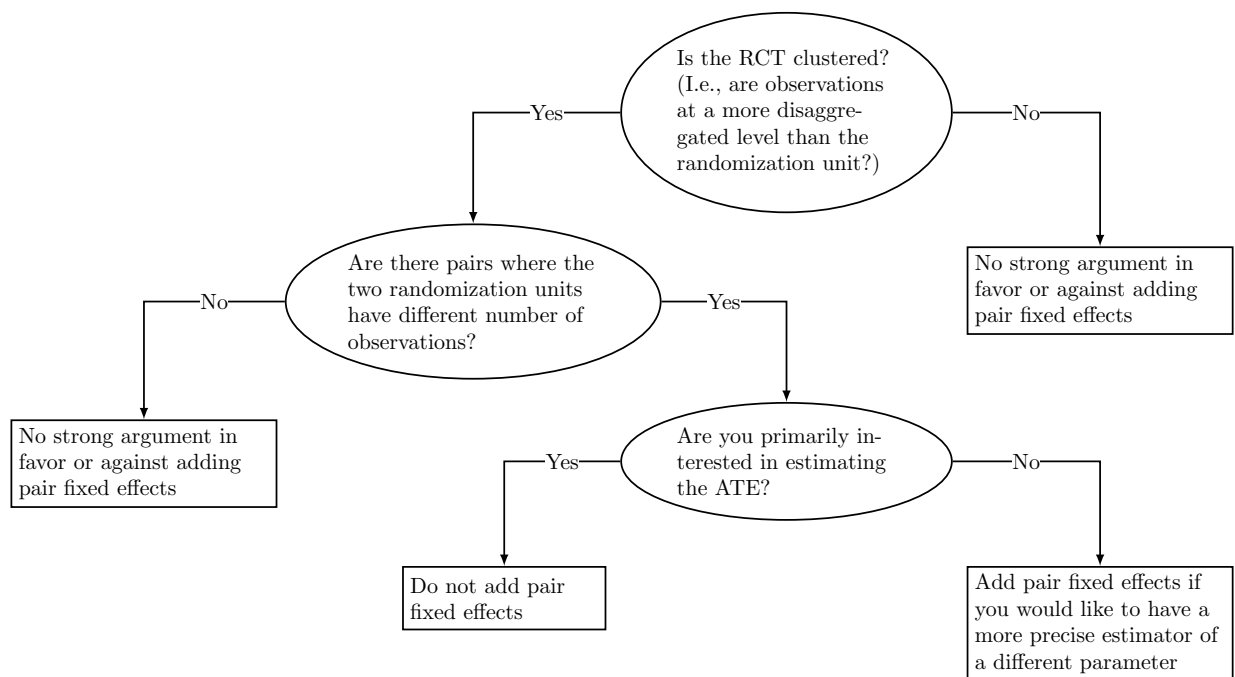 Is the RCT clustered?
(I.e., are observations
at a more disaggre-
gated level than the
randomization unit?)
Yes
No
Are there pairs where the
two randomization units
have different number of
observations?
No strong argument in
favor or against adding
pair fixed effects
No
Yes
No strong argument in
favor or against adding
pair fixed effects
Are you primarily in-
terested in estimating
the ATE?
Yes
No
Do not add pair
fixed effects
Add pair fixed effects if
you would like to have a
more precise estimator of
a different parameter